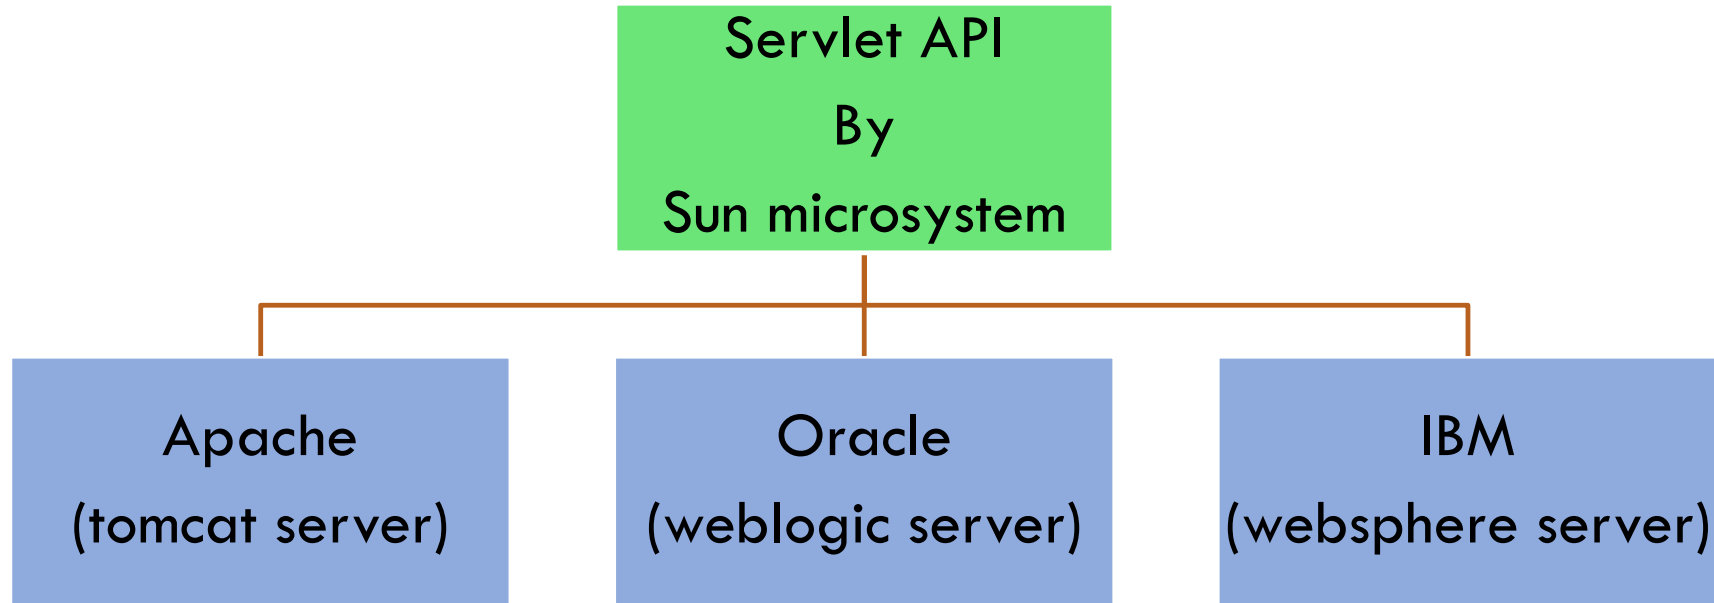 Servlet API
By
Sun microsystem
Apache
(tomcat server)
Oracle
(weblogic server)
IBM
(websphere server)